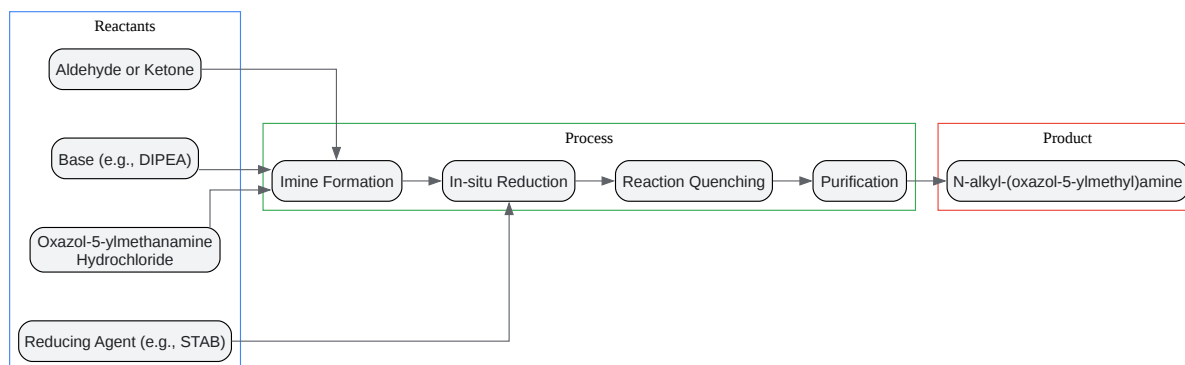 Reactants
Aldehyde or Ketone
Base (e.g., DIPEA)
Oxazol-5-ylmethanamine
Hydrochloride
Reducing Agent (e.g., STAB)
Process
Imine Formation
In-situ Reduction
Reaction Quenching
Purification
Product
N-alkyl-(oxazol-5-ylmethyl)amine